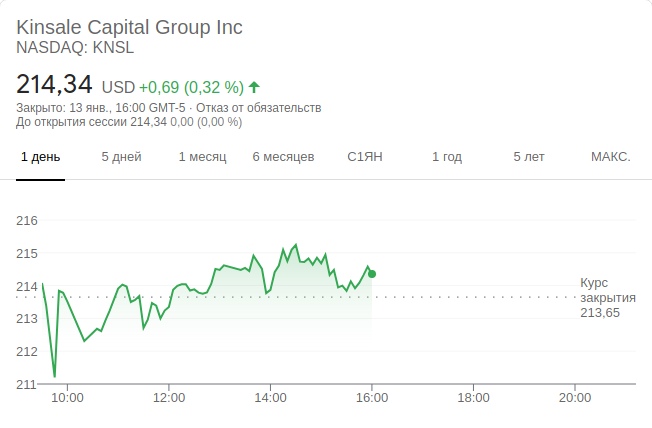 Kinsale Capital Group Inc
NASDAQ: KNSL
214,34 USD +0,69 (0,32 %)
Закрыто: 13 янв., 16:00 GMT-5 · Отказ от обязательств
До открытия сессии 214,34 0,00 (0,00 %)
1 день 5 дней 1 месяц 6 месяцев С1ЯН 1 год 5 лет МАКС.
216
215
214
213
212
211
Курс
закрытия
213,65
10:00 12:00 14:00 16:00 18:00 20:00